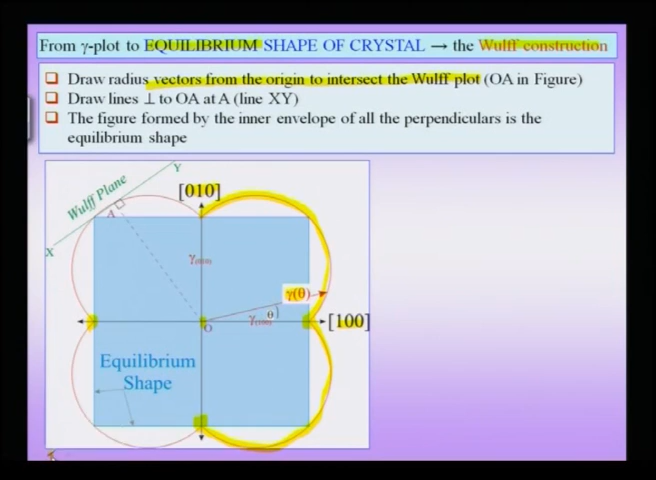 From γ-plot to EQUILIBRIUM SHAPE OF CRYSTAL → the Wulff construction
❑ Draw radius vectors from the origin to intersect the Wulff plot (OA in Figure)
❑ Draw lines ⊥ to OA at A (line XY)
❑ The figure formed by the inner envelope of all the perpendiculars is the
equilibrium shape
Y
Wulff Plane
[010]
A
X
γ(010)
γ(θ)
θ
γ(100)
[100]
O
Equilibrium
Shape